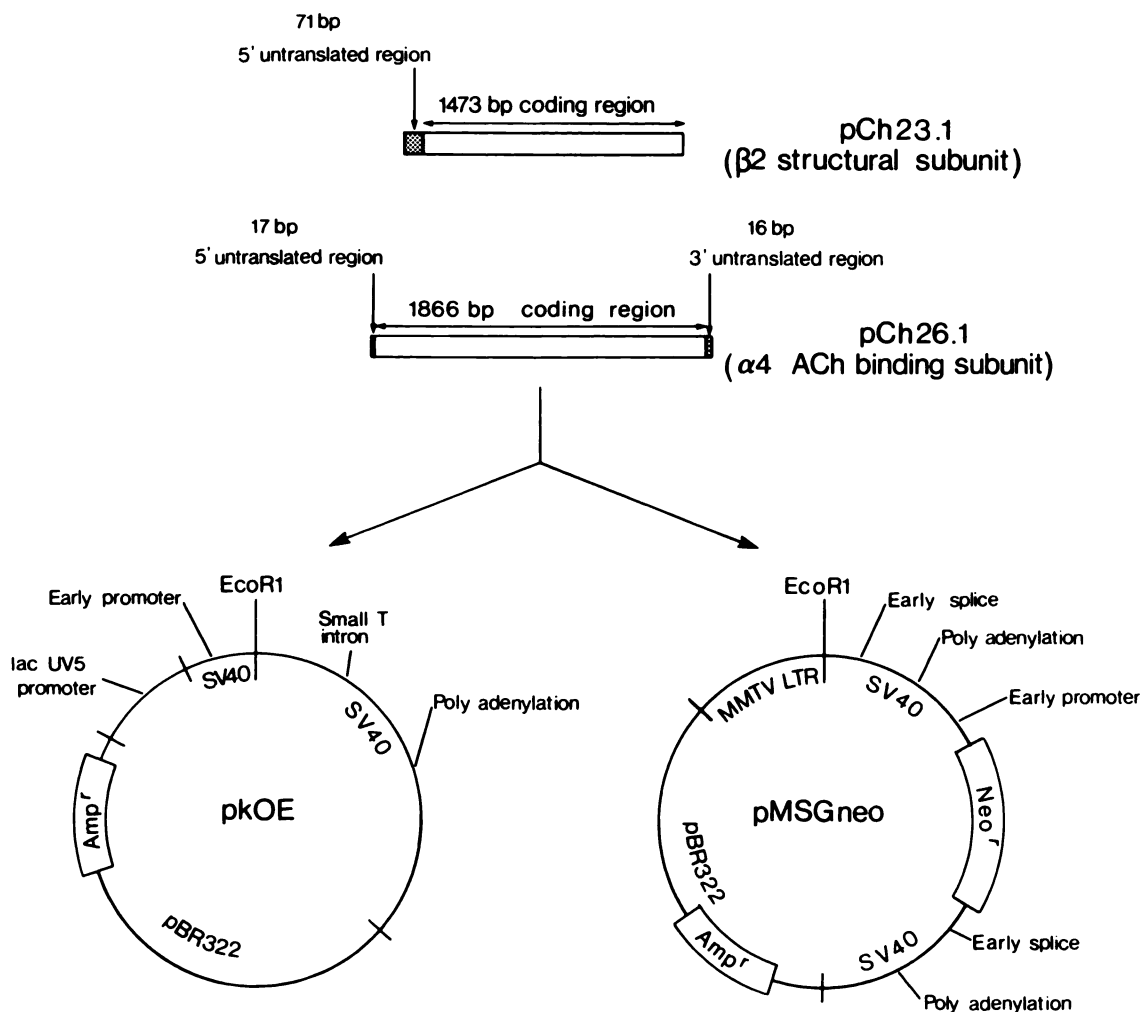 71 bp
5' untranslated region
1473 bp coding region
pCh23.1
(β2 structural subunit)
17 bp
5' untranslated region
16 bp
3' untranslated region
1866 bp coding region
pCh26.1
(α4 ACh binding subunit)
EcoR1
Early promoter
Small T
intron
lac UV5
promoter
SV40
SV40
Poly adenylation
Amp r
pkOE
pBR322
EcoR1
Early splice
Poly adenylation
MMTV LTR
SV40
Early promoter
Neo r
pMSGneo
pBR322
Amp r
SV40
Early splice
Poly adenylation